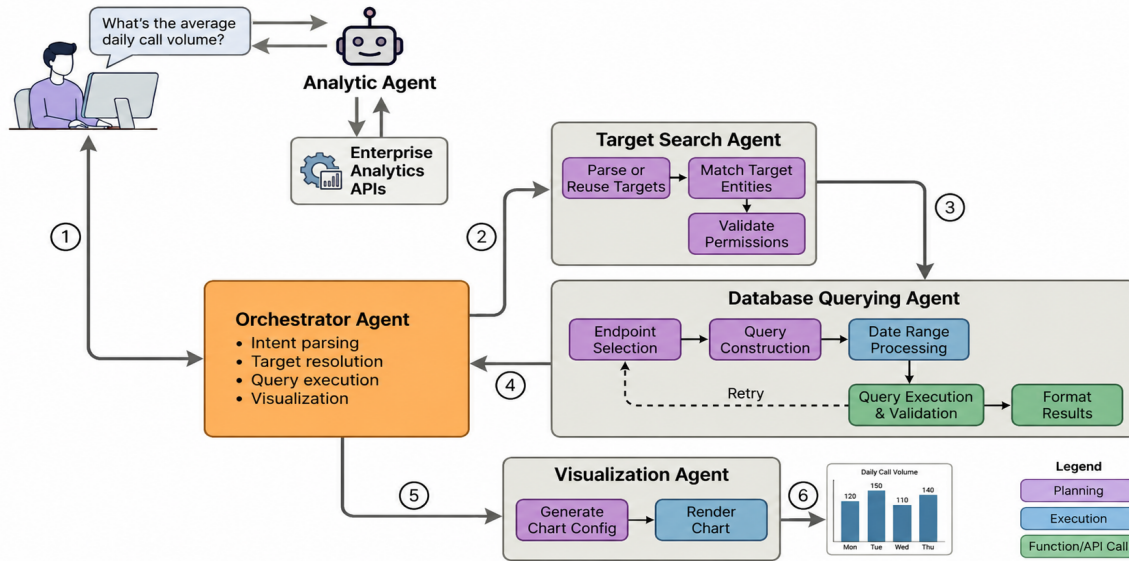 What's the average
daily call volume?
Analytic Agent
Enterprise
Analytics
APIs
1
2
Target Search Agent
Parse or
Reuse Targets
Match Target
Entities
Validate
Permissions
3
Orchestrator Agent
• Intent parsing
• Target resolution
• Query execution
• Visualization
4
Database Querying Agent
Endpoint
Selection
Query
Construction
Date Range
Processing
Retry
Query Execution
& Validation
Format
Results
5
Visualization Agent
Generate
Chart Config
Render
Chart
6
Daily Call Volume
120
150
110
140
Mon
Tue
Wed
Thu
Legend
Planning
Execution
Function/API Call